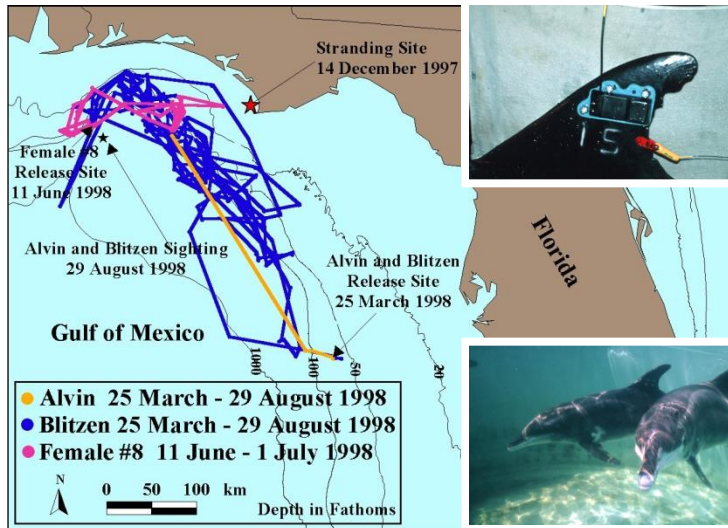 Stranding Site
14 December 1997
Female #8
Release Site
11 June 1998
Alvin and Blitzen Sighting
29 August 1998
Alvin and Blitzen
Release Site
25 March 1998
Florida
Gulf of Mexico
1000
100
50
20
Alvin 25 March - 29 August 1998
Blitzen 25 March - 29 August 1998
Female #8 11 June - 1 July 1998
N
0 50 100 km
Depth in Fathoms
1 5